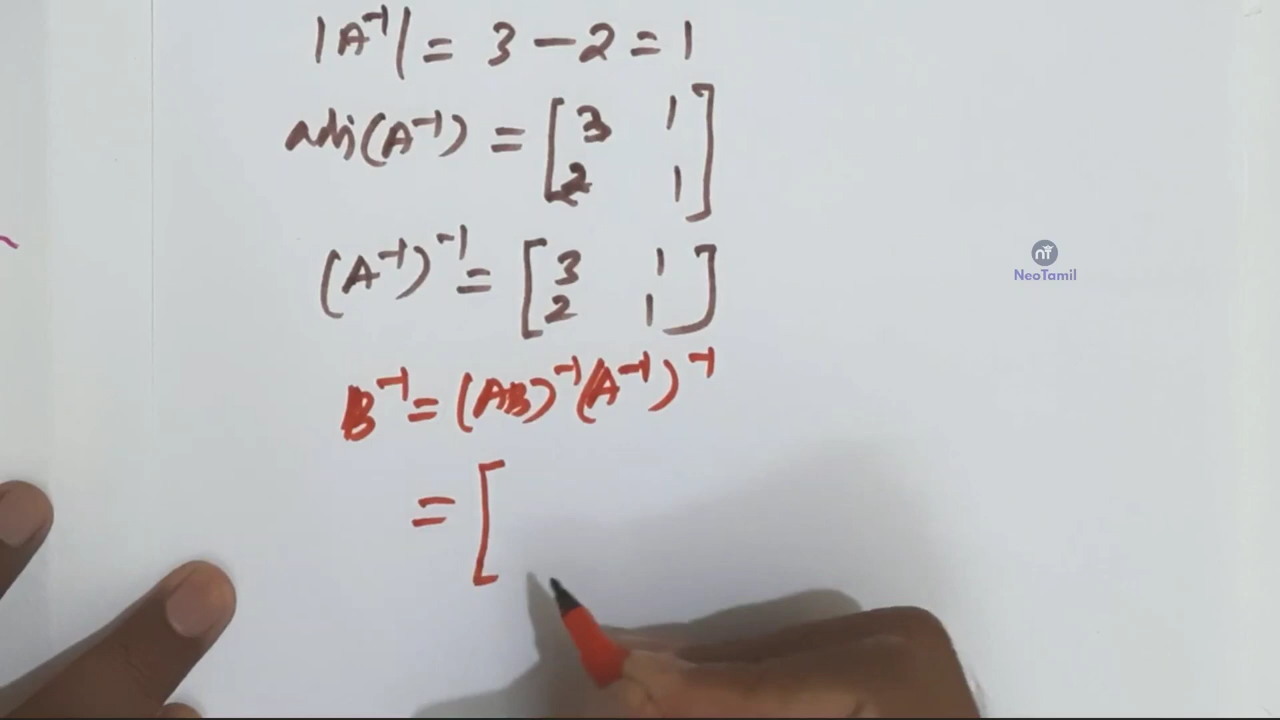 |A⁻¹| = 3 − 2 = 1
adj(A⁻¹) = [3 1
2 1]
(A⁻¹)⁻¹ = [3 1
2 1]
NeoTamil
B⁻¹ = (AB)⁻¹(A⁻¹)⁻¹
= [